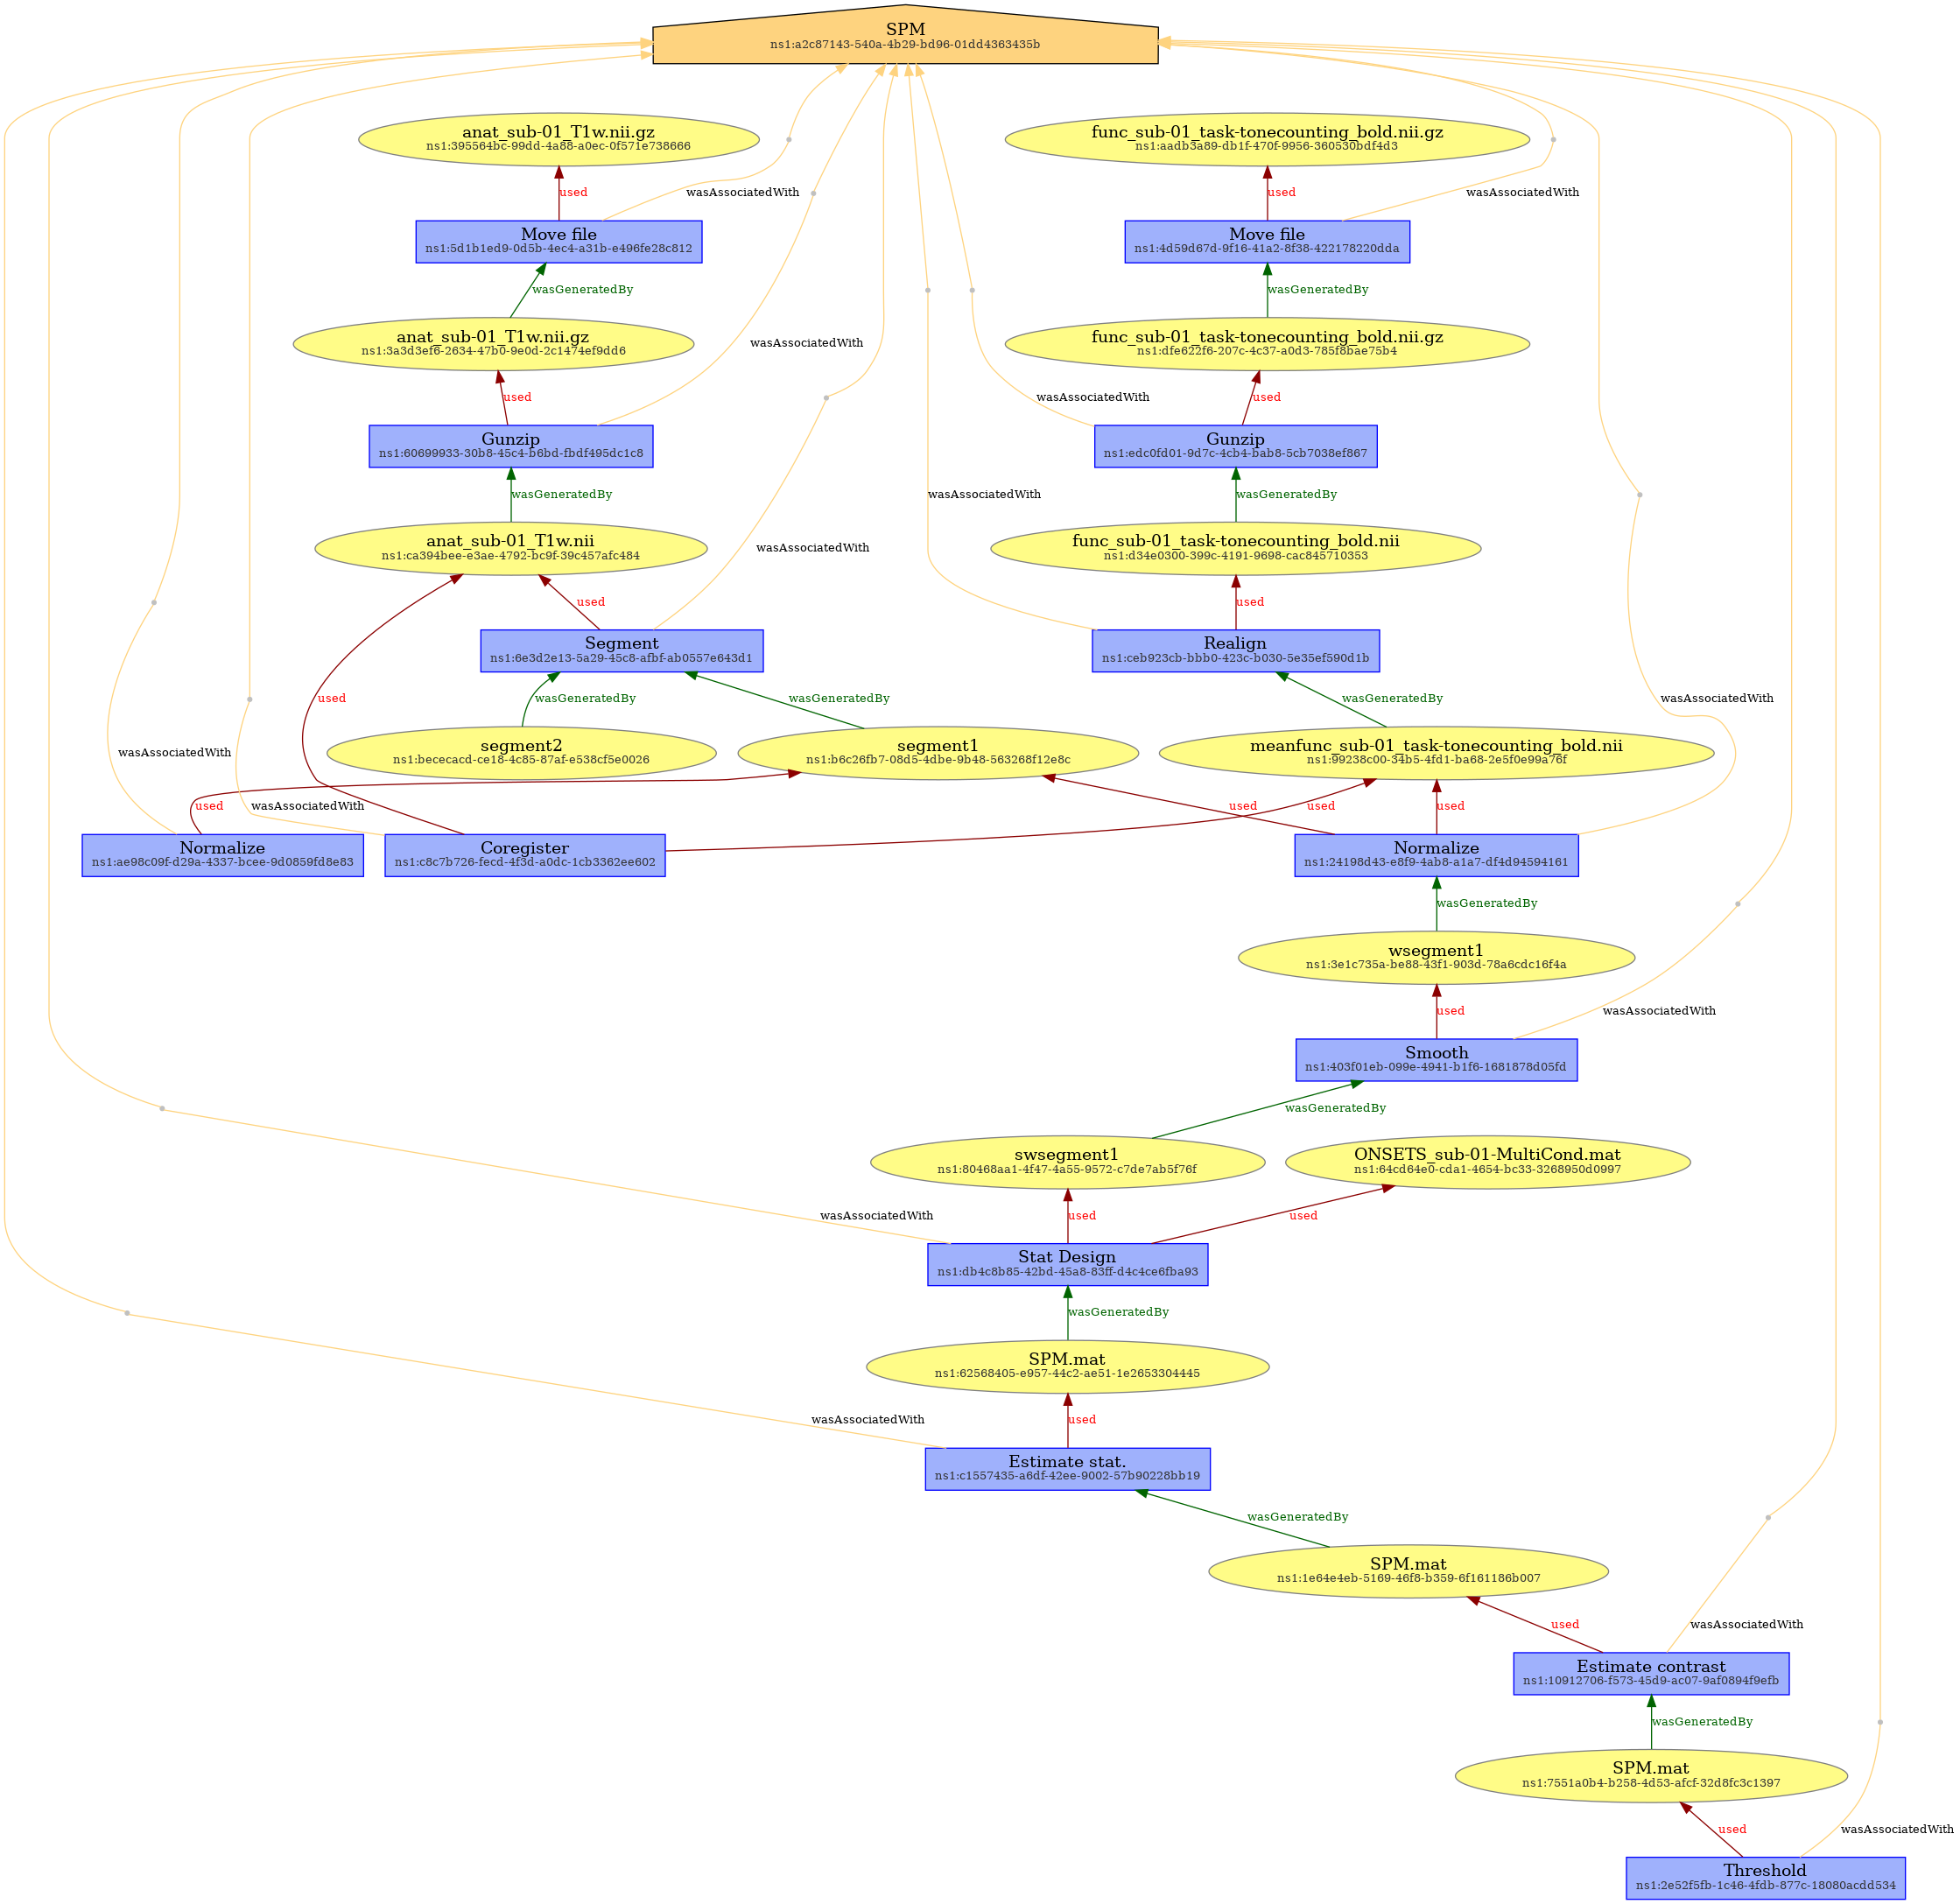 SPM
ns1:a2c87143-540a-4b29-bd96-01dd4363435b
anat_sub-01_T1w.nii.gz
ns1:395564bc-99dd-4a88-a0ec-0f571e738666
func_sub-01_task-tonecounting_bold.nii.gz
ns1:aadb3a89-db1f-470f-9956-360530bdf4d3
used
wasAssociatedWith
used
wasAssociatedWith
Move file
ns1:5d1b1ed9-0d5b-4ec4-a31b-e496fe28c812
Move file
ns1:4d59d67d-9f16-41a2-8f38-422178220dda
wasGeneratedBy
wasGeneratedBy
anat_sub-01_T1w.nii.gz
ns1:3a3d3ef6-2634-47b0-9e0d-2c1474ef9dd6
wasAssociatedWith
func_sub-01_task-tonecounting_bold.nii.gz
ns1:dfe622f6-207c-4c37-a0d3-785f8bae75b4
used
wasAssociatedWith
used
Gunzip
ns1:60699933-30b8-45c4-b6bd-fbdf495dc1c8
Gunzip
ns1:edc0fd01-9d7c-4cb4-bab8-5cb7038ef867
wasGeneratedBy
wasAssociatedWith
wasGeneratedBy
anat_sub-01_T1w.nii
ns1:ca394bee-e3ae-4792-bc9f-39c457afc484
wasAssociatedWith
func_sub-01_task-tonecounting_bold.nii
ns1:d34e0300-399c-4191-9698-cac845710353
used
used
Segment
ns1:6e3d2e13-5a29-45c8-afbf-ab0557e643d1
Realign
ns1:ceb923cb-bbb0-423c-b030-5e35ef590d1b
used
wasGeneratedBy
wasGeneratedBy
wasGeneratedBy
wasAssociatedWith
wasAssociatedWith
segment2
ns1:bececacd-ce18-4c85-87af-e538cf5e0026
segment1
ns1:b6c26fb7-08d5-4dbe-9b48-563268f12e8c
meanfunc_sub-01_task-tonecounting_bold.nii
ns1:99238c00-34b5-4fd1-ba68-2e5f0e99a76f
used
wasAssociatedWith
used
used
used
Normalize
ns1:ae98c09f-d29a-4337-bcee-9d0859fd8e83
Coregister
ns1:c8c7b726-fecd-4f3d-a0dc-1cb3362ee602
Normalize
ns1:24198d43-e8f9-4ab8-a1a7-df4d94594161
wasGeneratedBy
wsegment1
ns1:3e1c735a-be88-43f1-903d-78a6cdc16f4a
used
wasAssociatedWith
Smooth
ns1:403f01eb-099e-4941-b1f6-1681878d05fd
wasGeneratedBy
swsegment1
ns1:80468aa1-4f47-4a55-9572-c7de7ab5f76f
ONSETS_sub-01-MultiCond.mat
ns1:64cd64e0-cda1-4654-bc33-3268950d0997
wasAssociatedWith
used
used
Stat Design
ns1:db4c8b85-42bd-45a8-83ff-d4c4ce6fba93
wasGeneratedBy
SPM.mat
ns1:62568405-e957-44c2-ae51-1e2653304445
wasAssociatedWith
used
Estimate stat.
ns1:c1557435-a6df-42ee-9002-57b90228bb19
wasGeneratedBy
SPM.mat
ns1:1e64e4eb-5169-46f8-b359-6f161186b007
used
wasAssociatedWith
Estimate contrast
ns1:10912706-f573-45d9-ac07-9af0894f9efb
wasGeneratedBy
SPM.mat
ns1:7551a0b4-b258-4d53-afcf-32d8fc3c1397
used
wasAssociatedWith
Threshold
ns1:2e52f5fb-1c46-4fdb-877c-18080acdd534